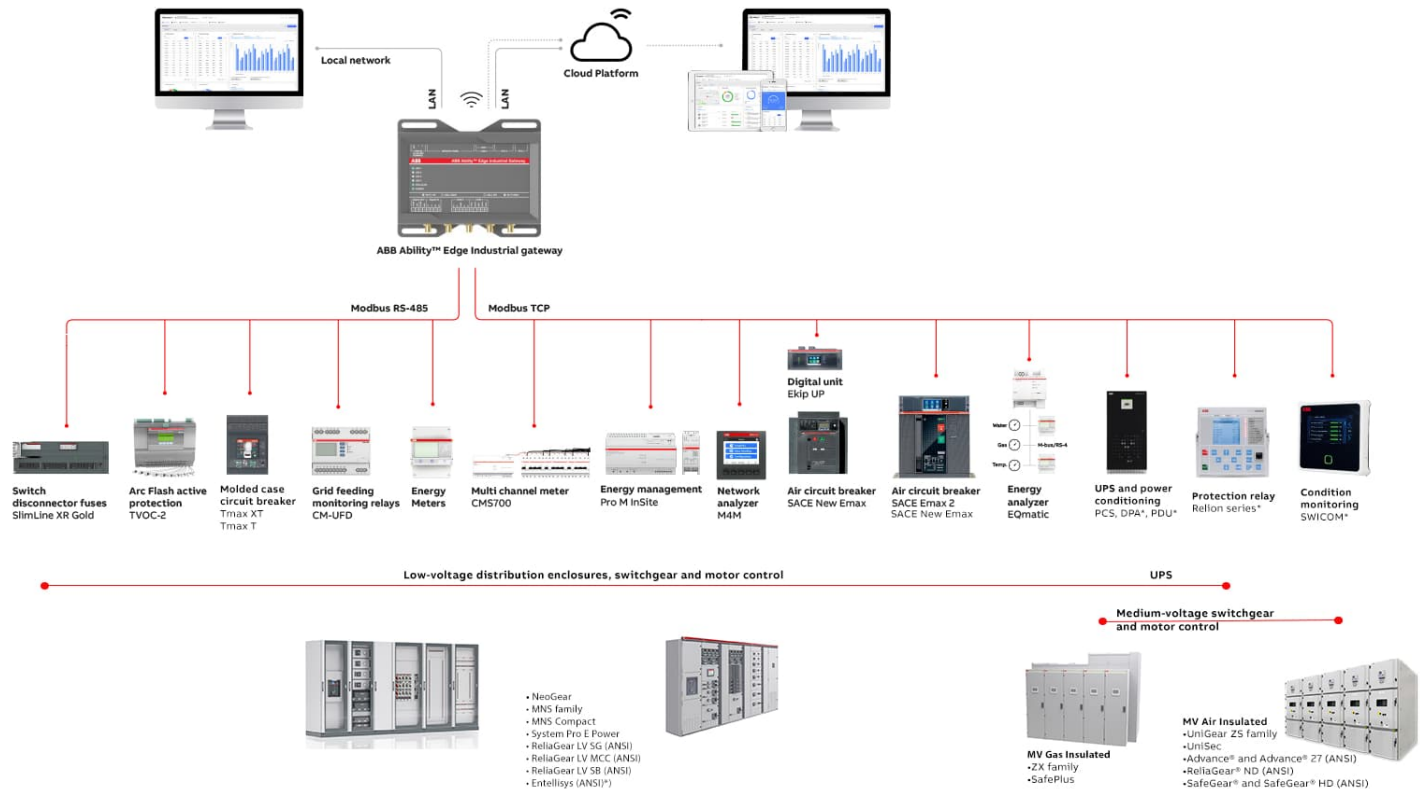 Local network
LAN
LAN
Cloud Platform
ABB
ABB Ability™ Edge Industrial Gateway
ABB Ability™ Edge Industrial gateway
Modbus RS-485
Modbus TCP
Switch
disconnector fuses
SlimLine XR Gold
Arc Flash active
protection
TVOC-2
Molded case
circuit breaker
Tmax XT
Tmax T
Grid feeding
monitoring relays
CM-UFD
Energy
Meters
Multi channel meter
CMS700
Energy management
Pro M InSite
Network
analyzer
M4M
Digital unit
Ekip UP
Air circuit breaker
SACE New Emax
Air circuit breaker
SACE Emax 2
SACE New Emax
Water
Gas
M-bus/RS-4
Temp.
Energy
analyzer
EQmatic
UPS and power
conditioning
PCS, DPA*, PDU*
Protection relay
Relion series*
Condition
monitoring
SWICOM*
Low-voltage distribution enclosures, switchgear and motor control
UPS
Medium-voltage switchgear
and motor control
• NeoGear
• MNS family
• MNS Compact
• System Pro E Power
• ReliaGear LV SG (ANSI)
• ReliaGear LV MCC (ANSI)
• ReliaGear LV SB (ANSI)
• Entellisys (ANSI)*)
MV Gas Insulated
•ZX family
•SafePlus
MV Air Insulated
•UniGear ZS family
•UniSec
•Advance® and Advance® 27 (ANSI)
•ReliaGear® ND (ANSI)
•SafeGear® and SafeGear® HD (ANSI)